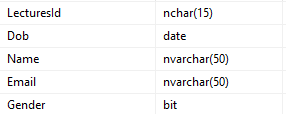 LecturesId nchar(15)
Dob date
Name nvarchar(50)
Email nvarchar(50)
Gender bit